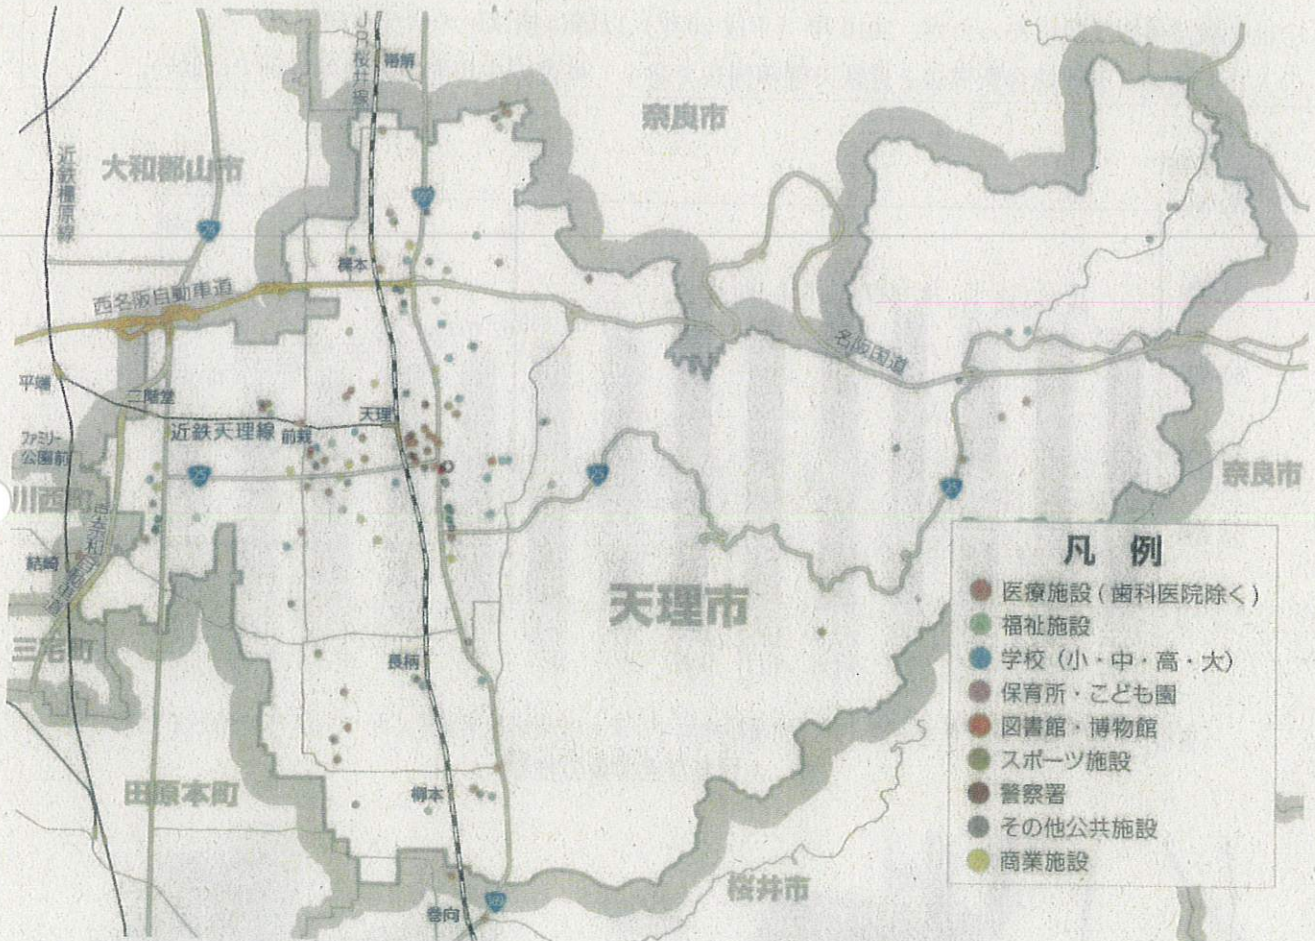 JR桜井線
帯解
奈良市
近鉄橿原線
大和郡山市
24
櫟本
西名阪自動車道
名阪国道
平端
二階堂
天理
近鉄天理線
前栽
ファミリー
公園前
25
25
25
奈良市
川西町
結崎
三宅町
天理市
長柄
田原本町
柳本
桜井市
巻向
169
凡 例
医療施設(歯科医院除く)
福祉施設
学校(小・中・高・大)
保育所・こども園
図書館・博物館
スポーツ施設
警察署
その他公共施設
商業施設